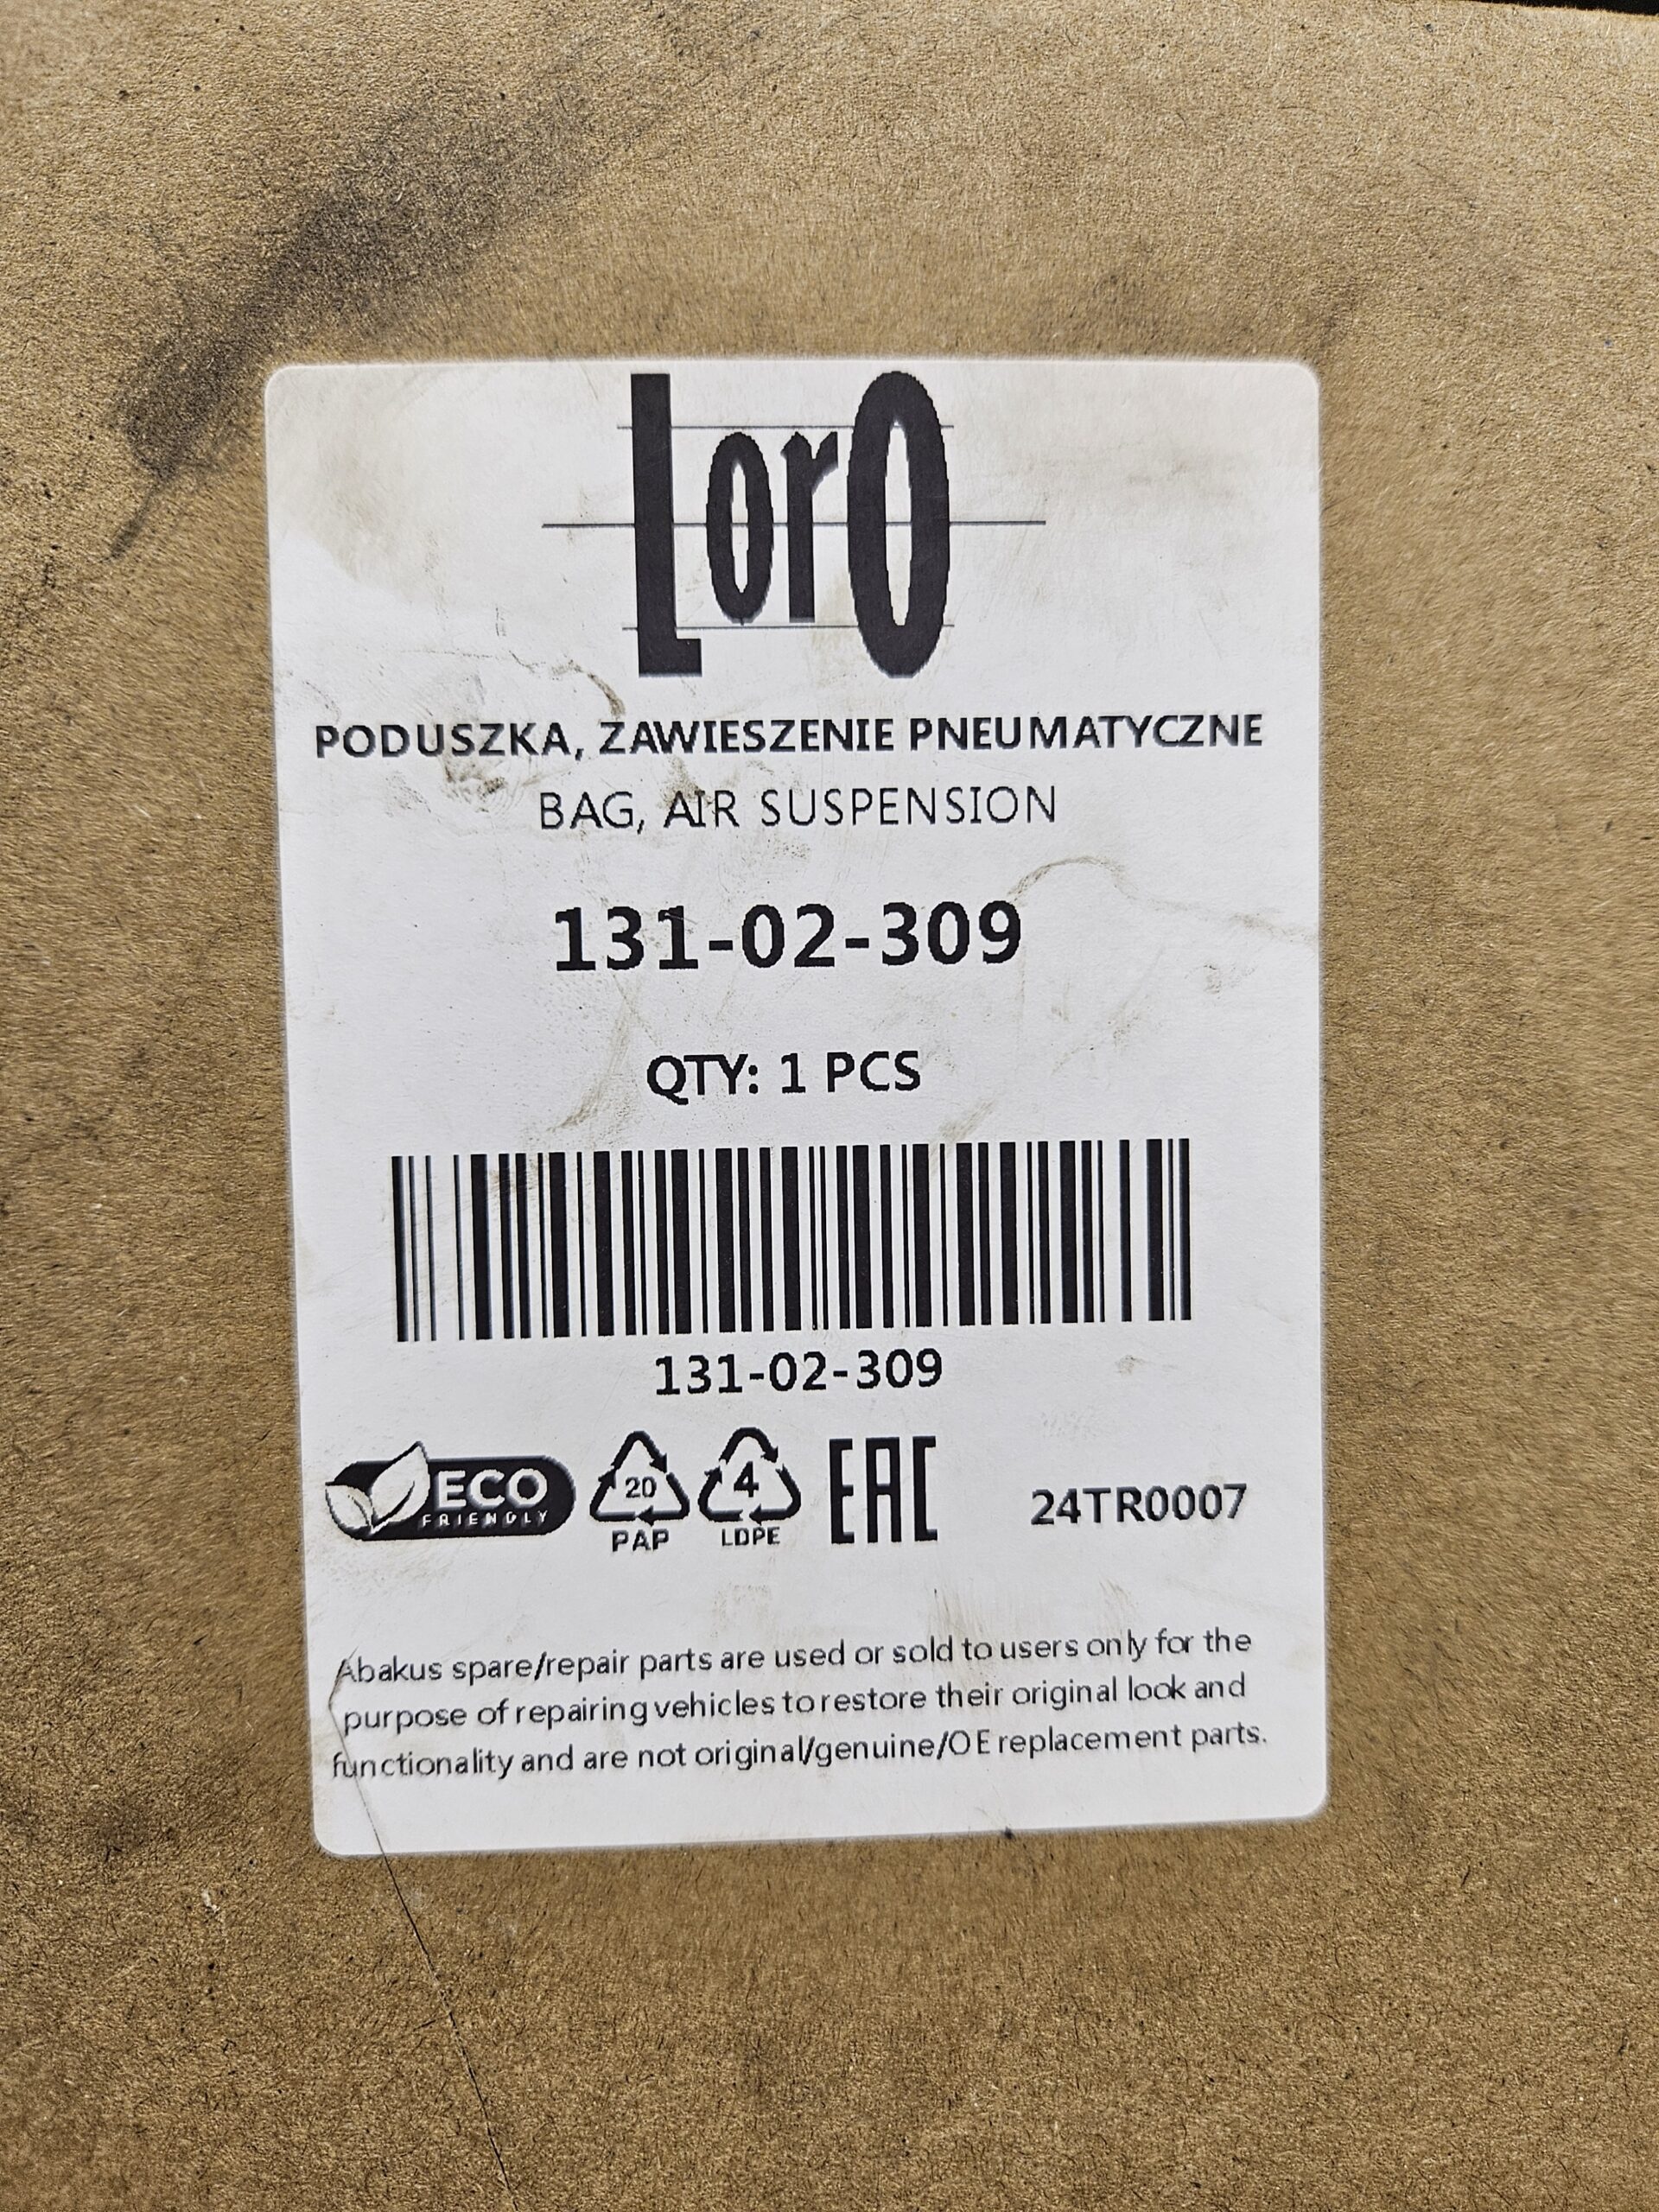 LorO
PODUSZKA, ZAWIESZENIE PNEUMATYCZNE
BAG, AIR SUSPENSION
131-02-309
QTY: 1 PCS
131-02-309
ECO
FRIENDLY
20
PAP
4
LDPE
EAC
24TR0007
Abakus spare/repair parts are used or sold to users only for the
purpose of repairing vehicles to restore their original look and
functionality and are not original/genuine/OE replacement parts.